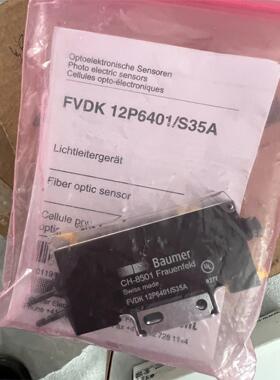 Optoelektronische Sensoren
Photo electric sensors
Cellules opto-électroniques
FVDK 12P6401/S35A
Lichtleitergerät
Fiber optic sensor
Cellule
Baumer
CH-8501 Frauenfeld
Swiss made
FVDK 12P6401/S35A